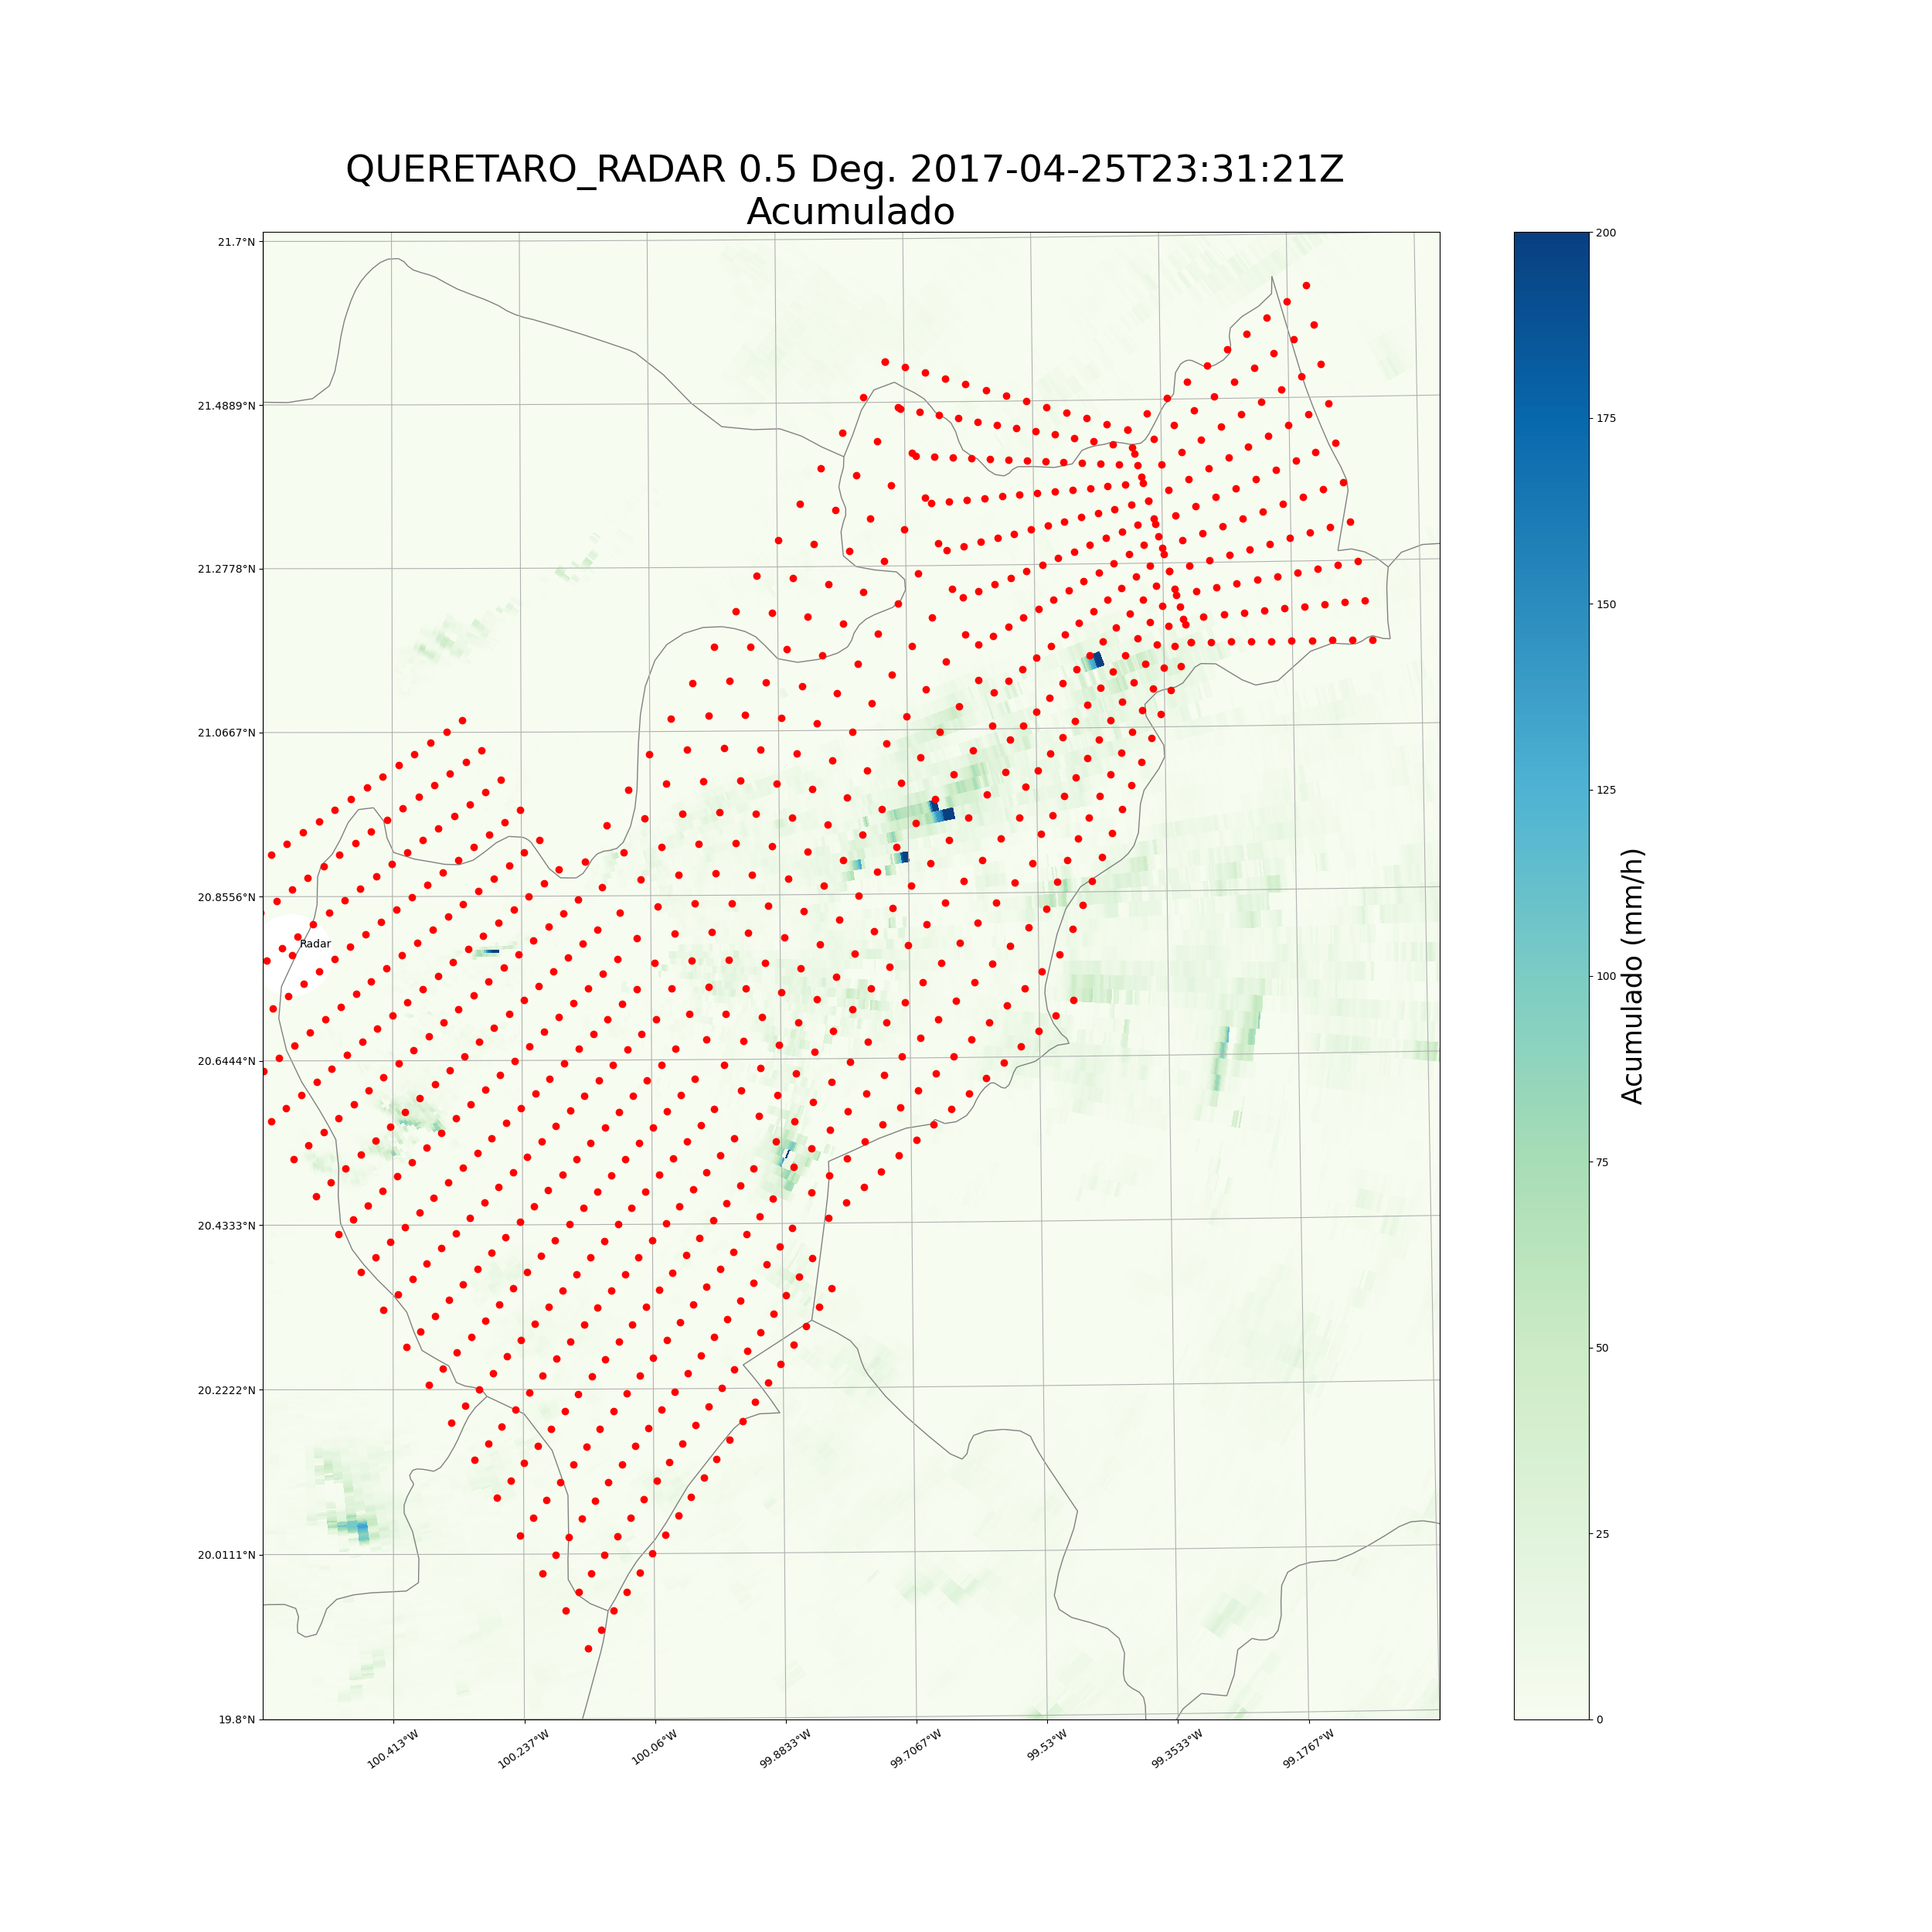 QUERETARO_RADAR 0.5 Deg. 2017-04-25T23:31:21Z
Acumulado
21.7°N
21.4889°N
21.2778°N
21.0667°N
20.8556°N
20.6444°N
20.4333°N
20.2222°N
20.0111°N
19.8°N
Radar
100.413°W
100.237°W
100.06°W
99.8833°W
99.7067°W
99.53°W
99.3533°W
99.1767°W
200
175
150
125
100
75
50
25
0
Acumulado (mm/h)